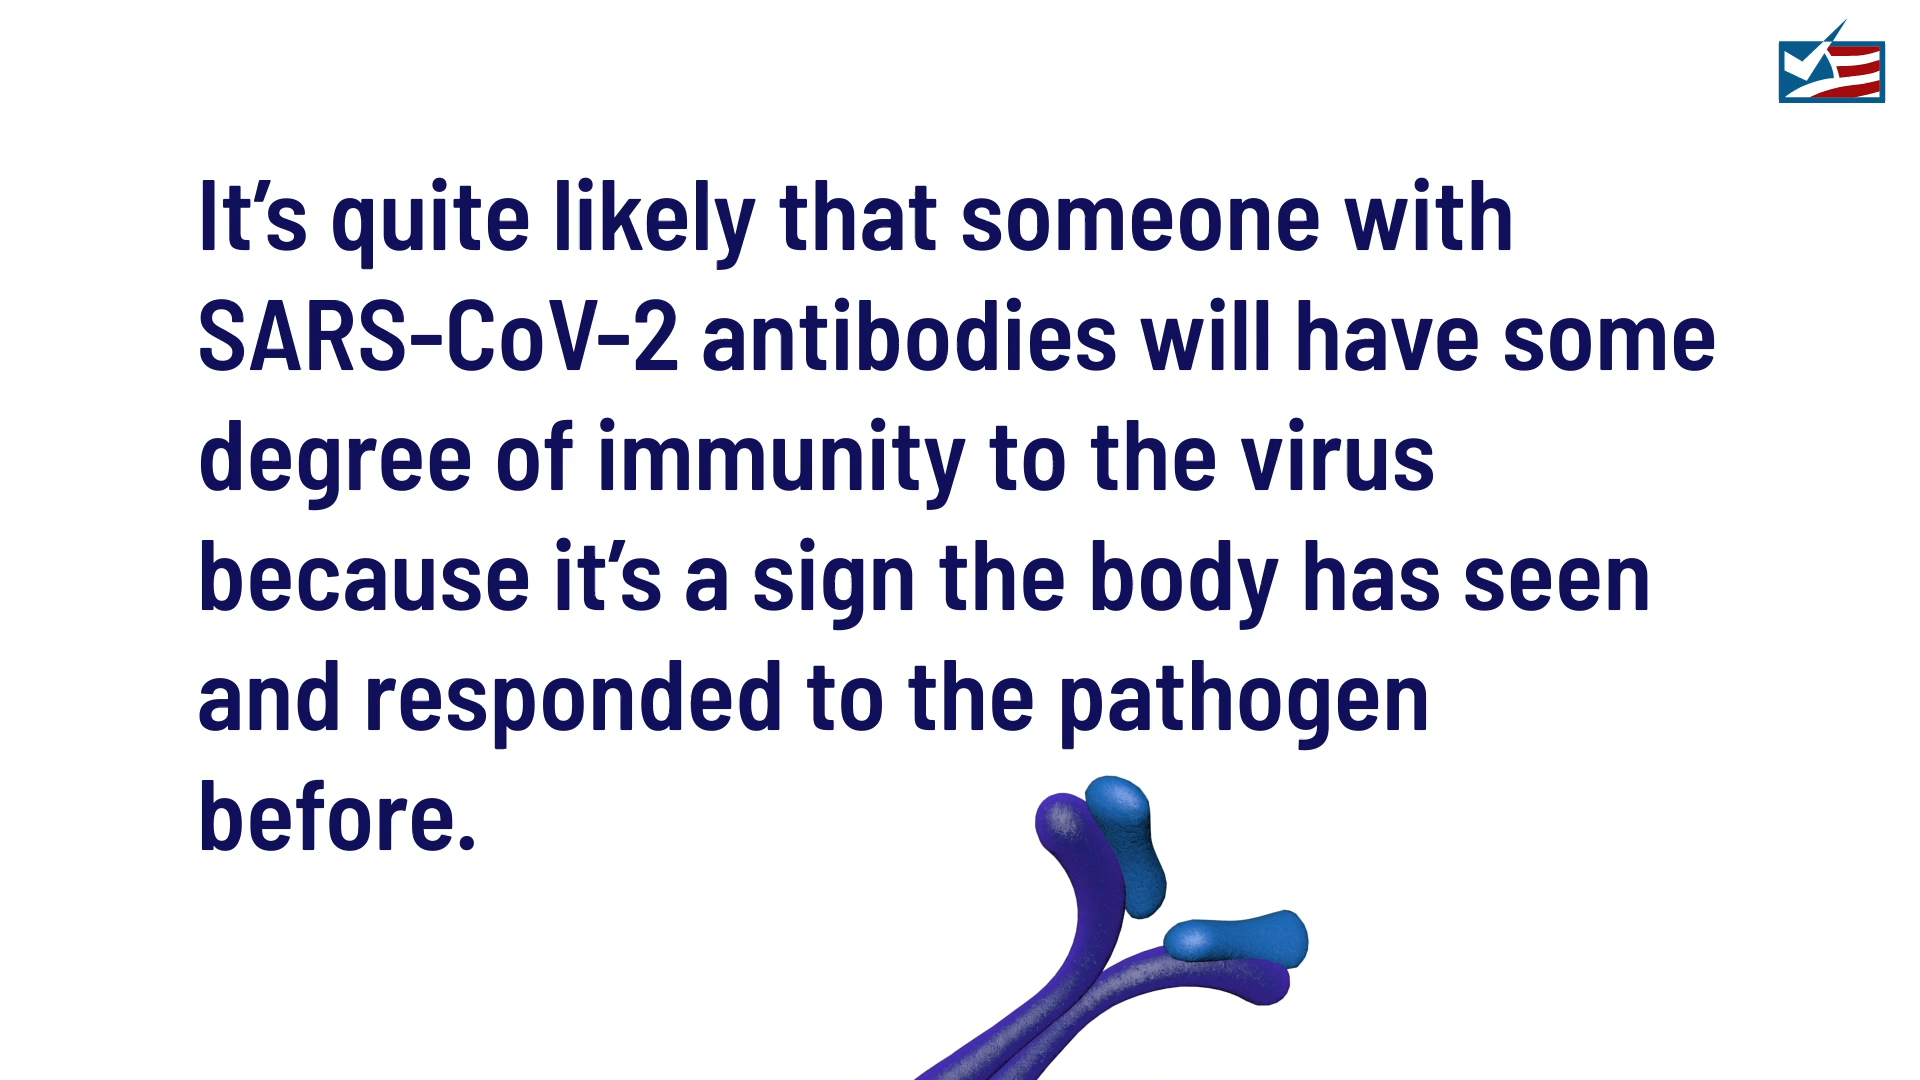 It’s quite likely that someone with
SARS-CoV-2 antibodies will have some
degree of immunity to the virus
because it’s a sign the body has seen
and responded to the pathogen
before.